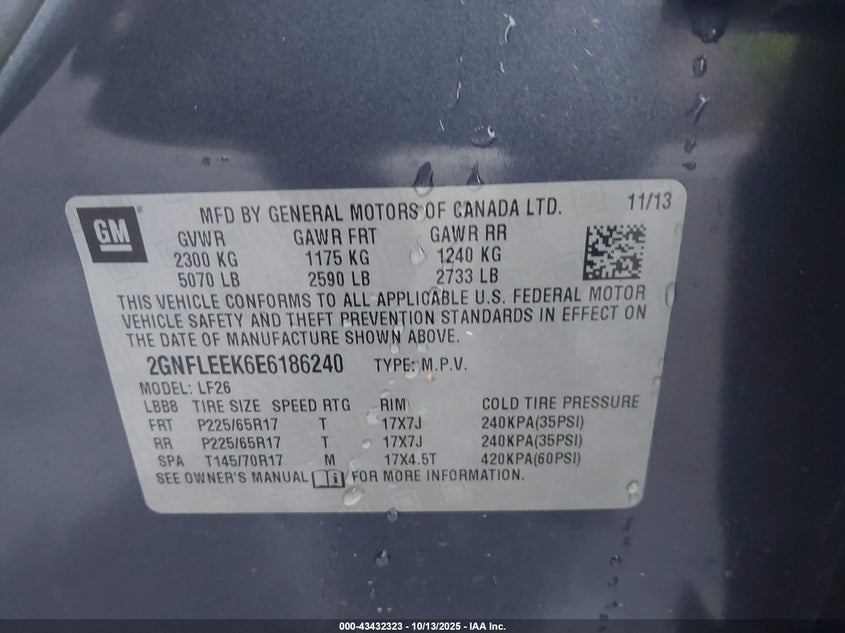 GM
MFD BY GENERAL MOTORS OF CANADA LTD. 11/13
GVWR GAWR FRT GAWR RR
2300 KG 1175 KG 1240 KG
5070 LB 2590 LB 2733 LB
THIS VEHICLE CONFORMS TO ALL APPLICABLE U.S. FEDERAL MOTOR
VEHICLE SAFETY AND THEFT PREVENTION STANDARDS IN EFFECT ON
THE DATE OF MANUFACTURE SHOWN ABOVE.
2GNFLEEK6E6186240 TYPE: M.P.V.
MODEL: LF26
LBB8 TIRE SIZE SPEED RTG RIM COLD TIRE PRESSURE
FRT P225/65R17 T 17X7J 240KPA(35PSI)
RR P225/65R17 T 17X7J 240KPA(35PSI)
SPA T145/70R17 M 17X4.5T 420KPA(60PSI)
SEE OWNER'S MANUAL FOR MORE INFORMATION.
000-43432323 - 10/13/2025 - IAA Inc.